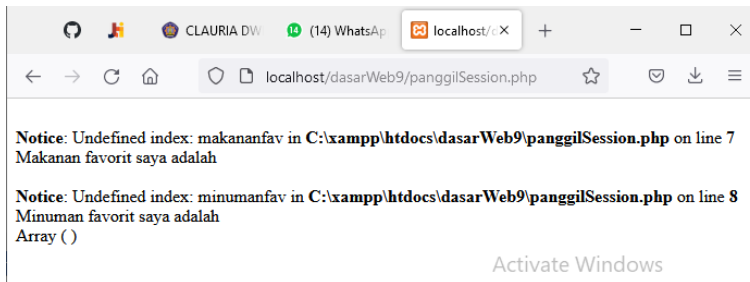 CLAURIA DW
14
(14) WhatsAp
localhost/d
localhost/dasarWeb9/panggilSession.php
Notice: Undefined index: makananfav in C:\xampp\htdocs\dasarWeb9\panggilSession.php on line 7
Makanan favorit saya adalah
Notice: Undefined index: minumanfav in C:\xampp\htdocs\dasarWeb9\panggilSession.php on line 8
Minuman favorit saya adalah
Array ( )
Activate Windows